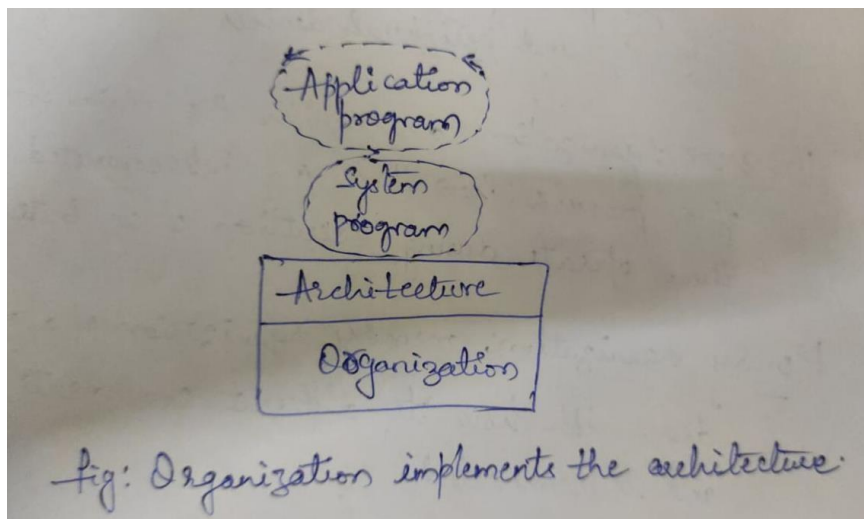 Application
program
System
program
Architecture
Organization
fig: Organization implements the architecture.